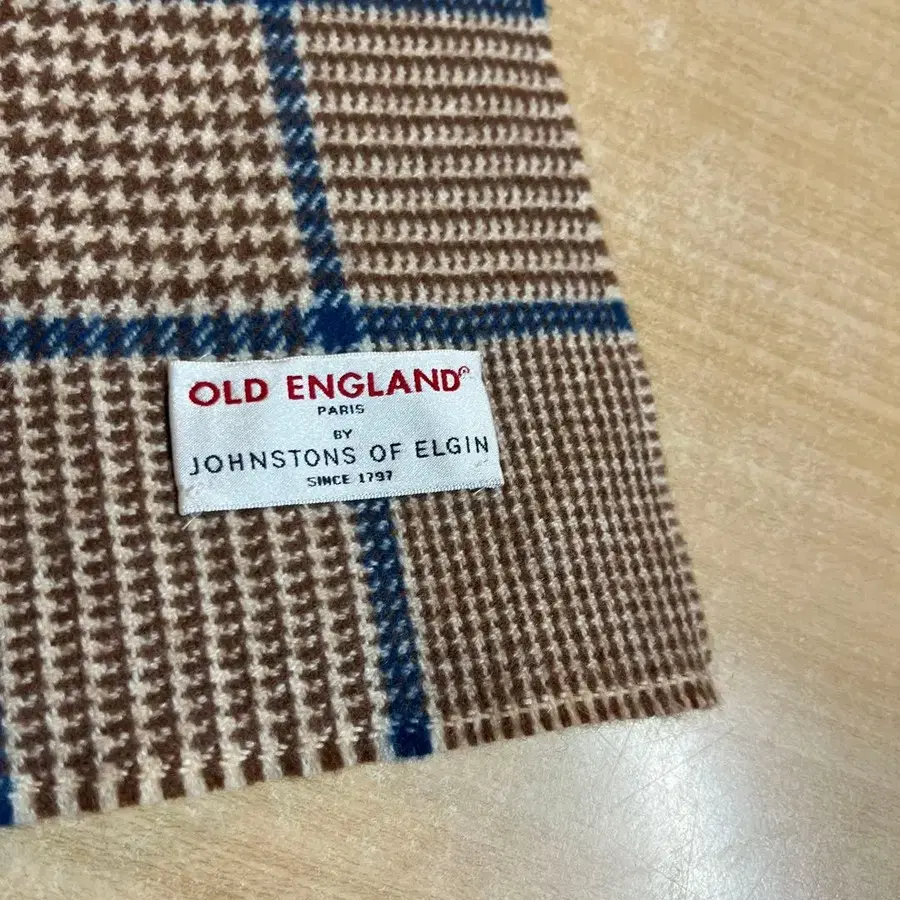 OLD ENGLAND®
PARIS
BY
JOHNSTONS OF ELGIN
SINCE 1797